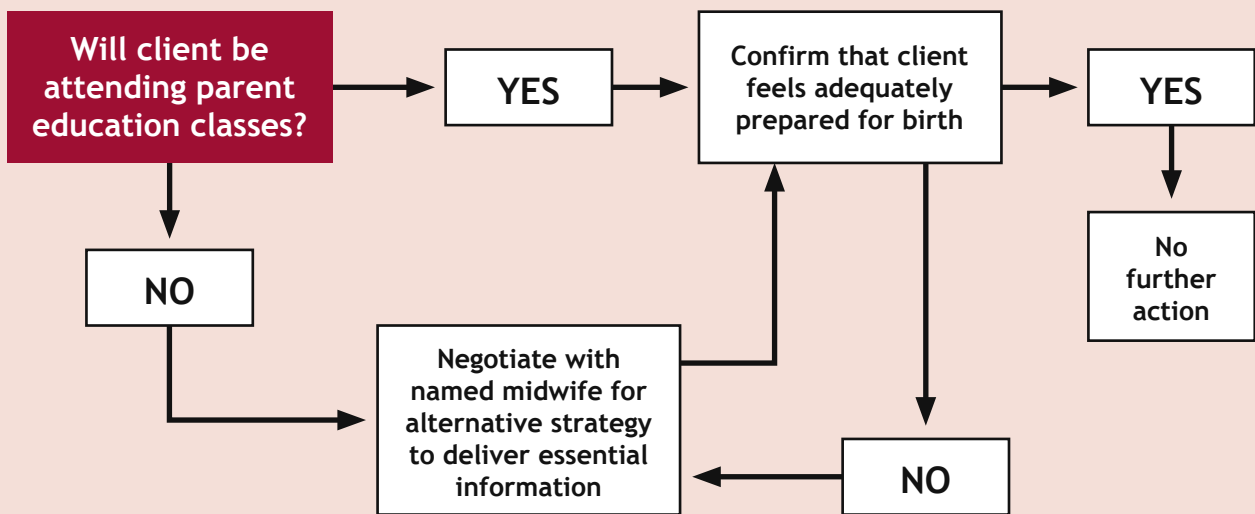 Will client be
attending parent
education classes?
YES
Confirm that client
feels adequately
prepared for birth
YES
No
further
action
NO
Negotiate with
named midwife for
alternative strategy
to deliver essential
information
NO